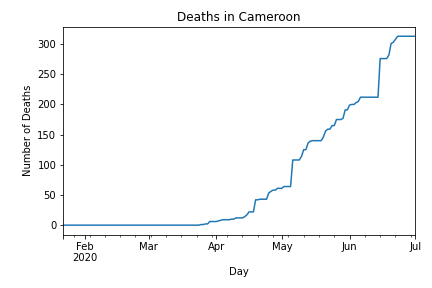 Deaths in Cameroon
Number of Deaths
300
250
200
150
100
50
0
Feb
2020
Mar
Apr
May
Jun
Jul
Day